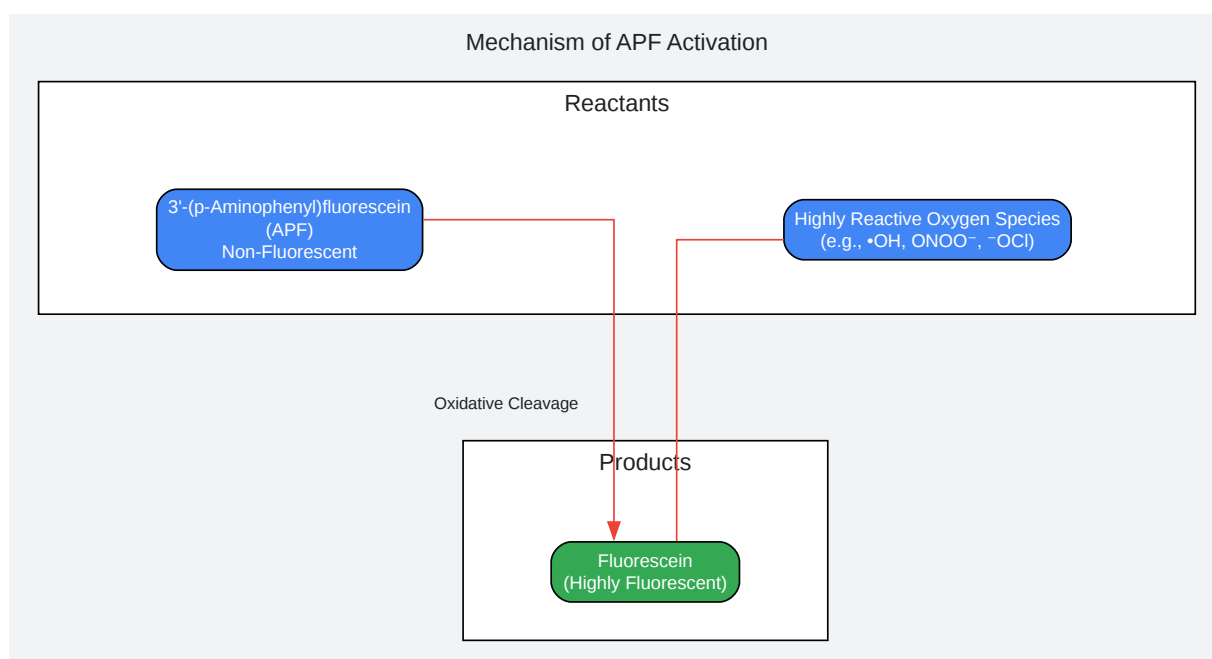 Mechanism of APF Activation
Reactants
3'-(p-Aminophenyl)fluorescein
(APF)
Non-Fluorescent
Highly Reactive Oxygen Species
(e.g., •OH, ONOO⁻, ⁻OCl)
Oxidative Cleavage
Products
Fluorescein
(Highly Fluorescent)